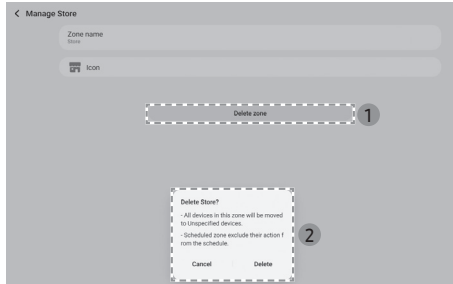 < Manage Store
Zone name
Store
Icon
Delete zone
1
Delete Store?
- All devices in this zone will be moved
to Unspecified devices.
- Scheduled zone exclude their action f
rom the schedule.
2
Cancel Delete